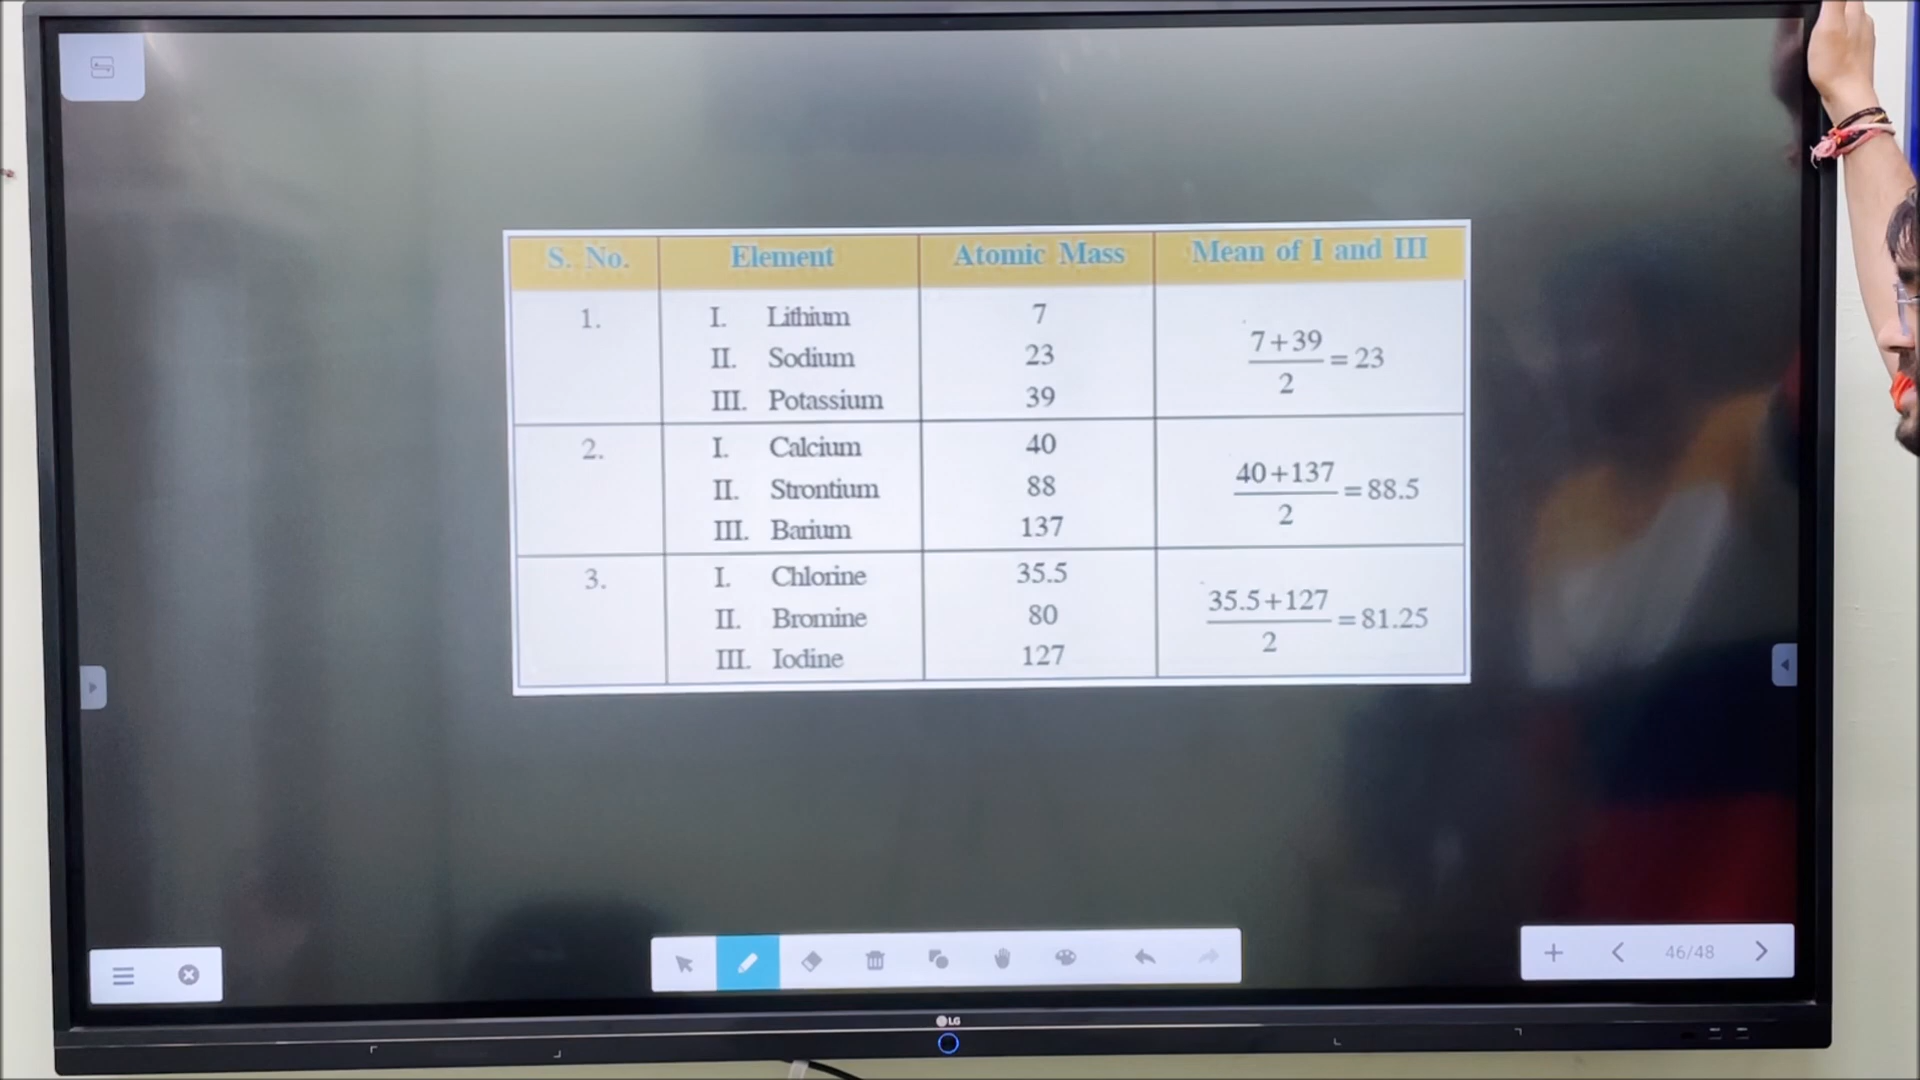 S. No. Element Atomic Mass Mean of I and III
1. I. Lithium 7
II. Sodium 23
III. Potassium 39
7+39 / 2 = 23
2. I. Calcium 40
II. Strontium 88
III. Barium 137
40+137 / 2 = 88.5
3. I. Chlorine 35.5
II. Bromine 80
III. Iodine 127
35.5+127 / 2 = 81.25
46/48
LG